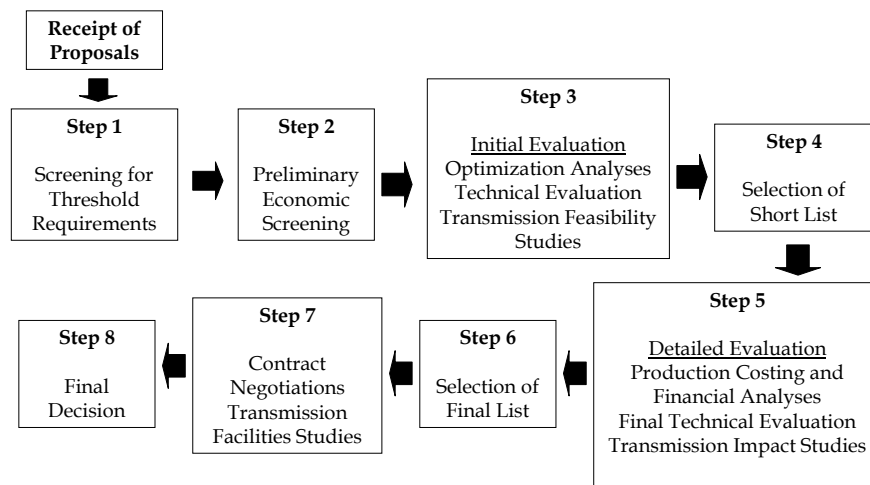 Receipt of
Proposals
Step 1
Screening for
Threshold
Requirements
Step 2
Preliminary
Economic
Screening
Step 3
Initial Evaluation
Optimization Analyses
Technical Evaluation
Transmission Feasibility
Studies
Step 4
Selection of
Short List
Step 5
Detailed Evaluation
Production Costing and
Financial Analyses
Final Technical Evaluation
Transmission Impact Studies
Step 6
Selection of
Final List
Step 7
Contract
Negotiations
Transmission
Facilities Studies
Step 8
Final
Decision